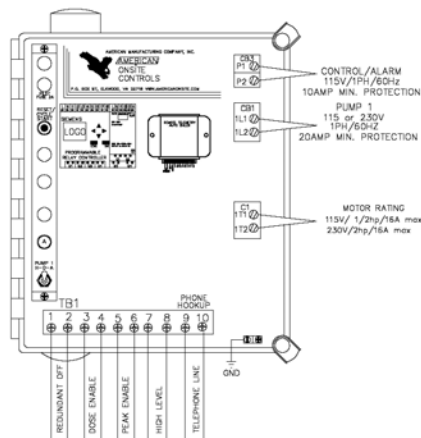 AMERICAN MANUFACTURING COMPANY, INC.
AMERICAN
ONSITE
CONTROLS
SIEMENS
LOGO
PROGRAMMABLE
RELAY CONTROLLER
A
PUMP 1
H-O-A
CB3
P1
P2
CONTROL/ALARM
115V/1PH/60Hz
10AMP MIN. PROTECTION
CB1
1L1
1L2
PUMP 1
115 or 230V
1PH/60HZ
20AMP MIN. PROTECTION
C1
1T1
1T2
MOTOR RATING
115V/ 1/2hp/16A max
230V/2hp/16A max
TB1
PHONE
HOOKUP
1 2 3 4 5 6 7 8 9 10
GND
REDUNDANT OFF
DOSE ENABLE
PEAK ENABLE
HIGH LEVEL
TELEPHONE LINE